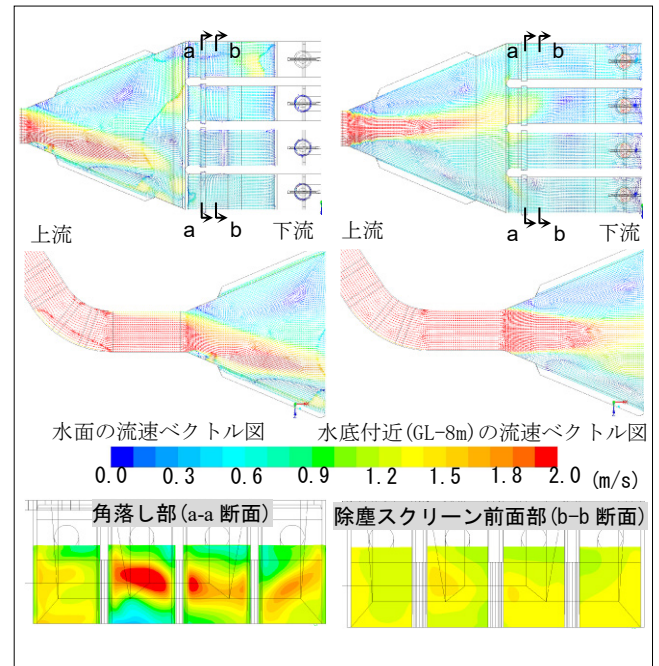 a b a b
a b a b
上流 下流 上流 下流
水面の流速ベクトル図 水底付近(GL-8m)の流速ベクトル図
0.0 0.3 0.6 0.9 1.2 1.5 1.8 2.0 (m/s)
角落し部(a-a 断面) 除塵スクリーン前面部(b-b 断面)